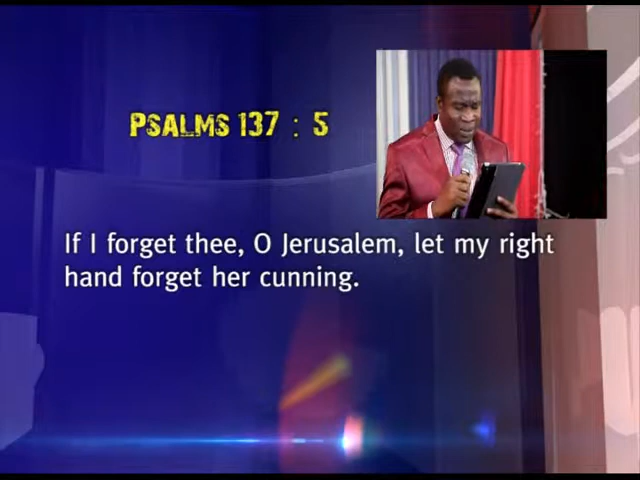 PSALMS 137 : 5
If I forget thee, O Jerusalem, let my right
hand forget her cunning.